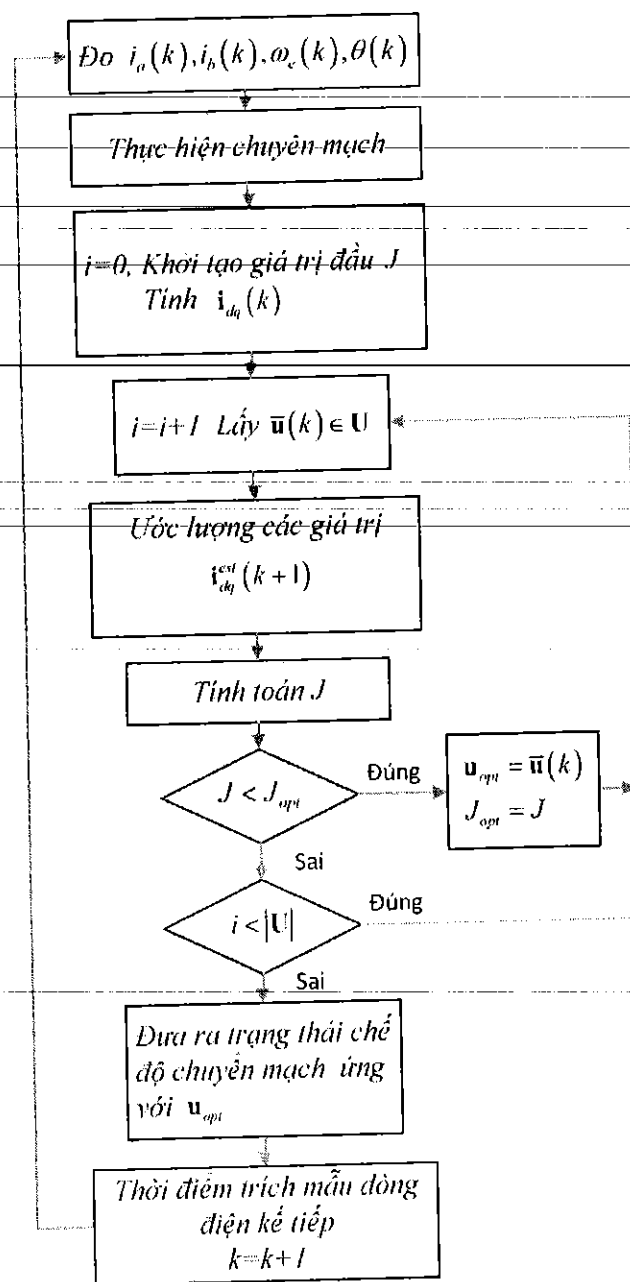 Đo i_a(k),i_b(k),ω_e(k),θ(k)
Thực hiện chuyên mạch
i=0, Khởi tạo giá trị đầu J
Tính i_dq(k)
i=i+1 Lấy ū(k)∈U
Ước lượng các giá trị
i_dq^est(k+1)
Tính toán J
J < J_opt
Đúng
u_opt = ū(k)
J_opt = J
Sai
i < |U|
Đúng
Sai
Đưa ra trạng thái chế
độ chuyển mạch ứng
với u_opt
Thời điểm trích mẫu dòng
điện kế tiếp
k=k+1